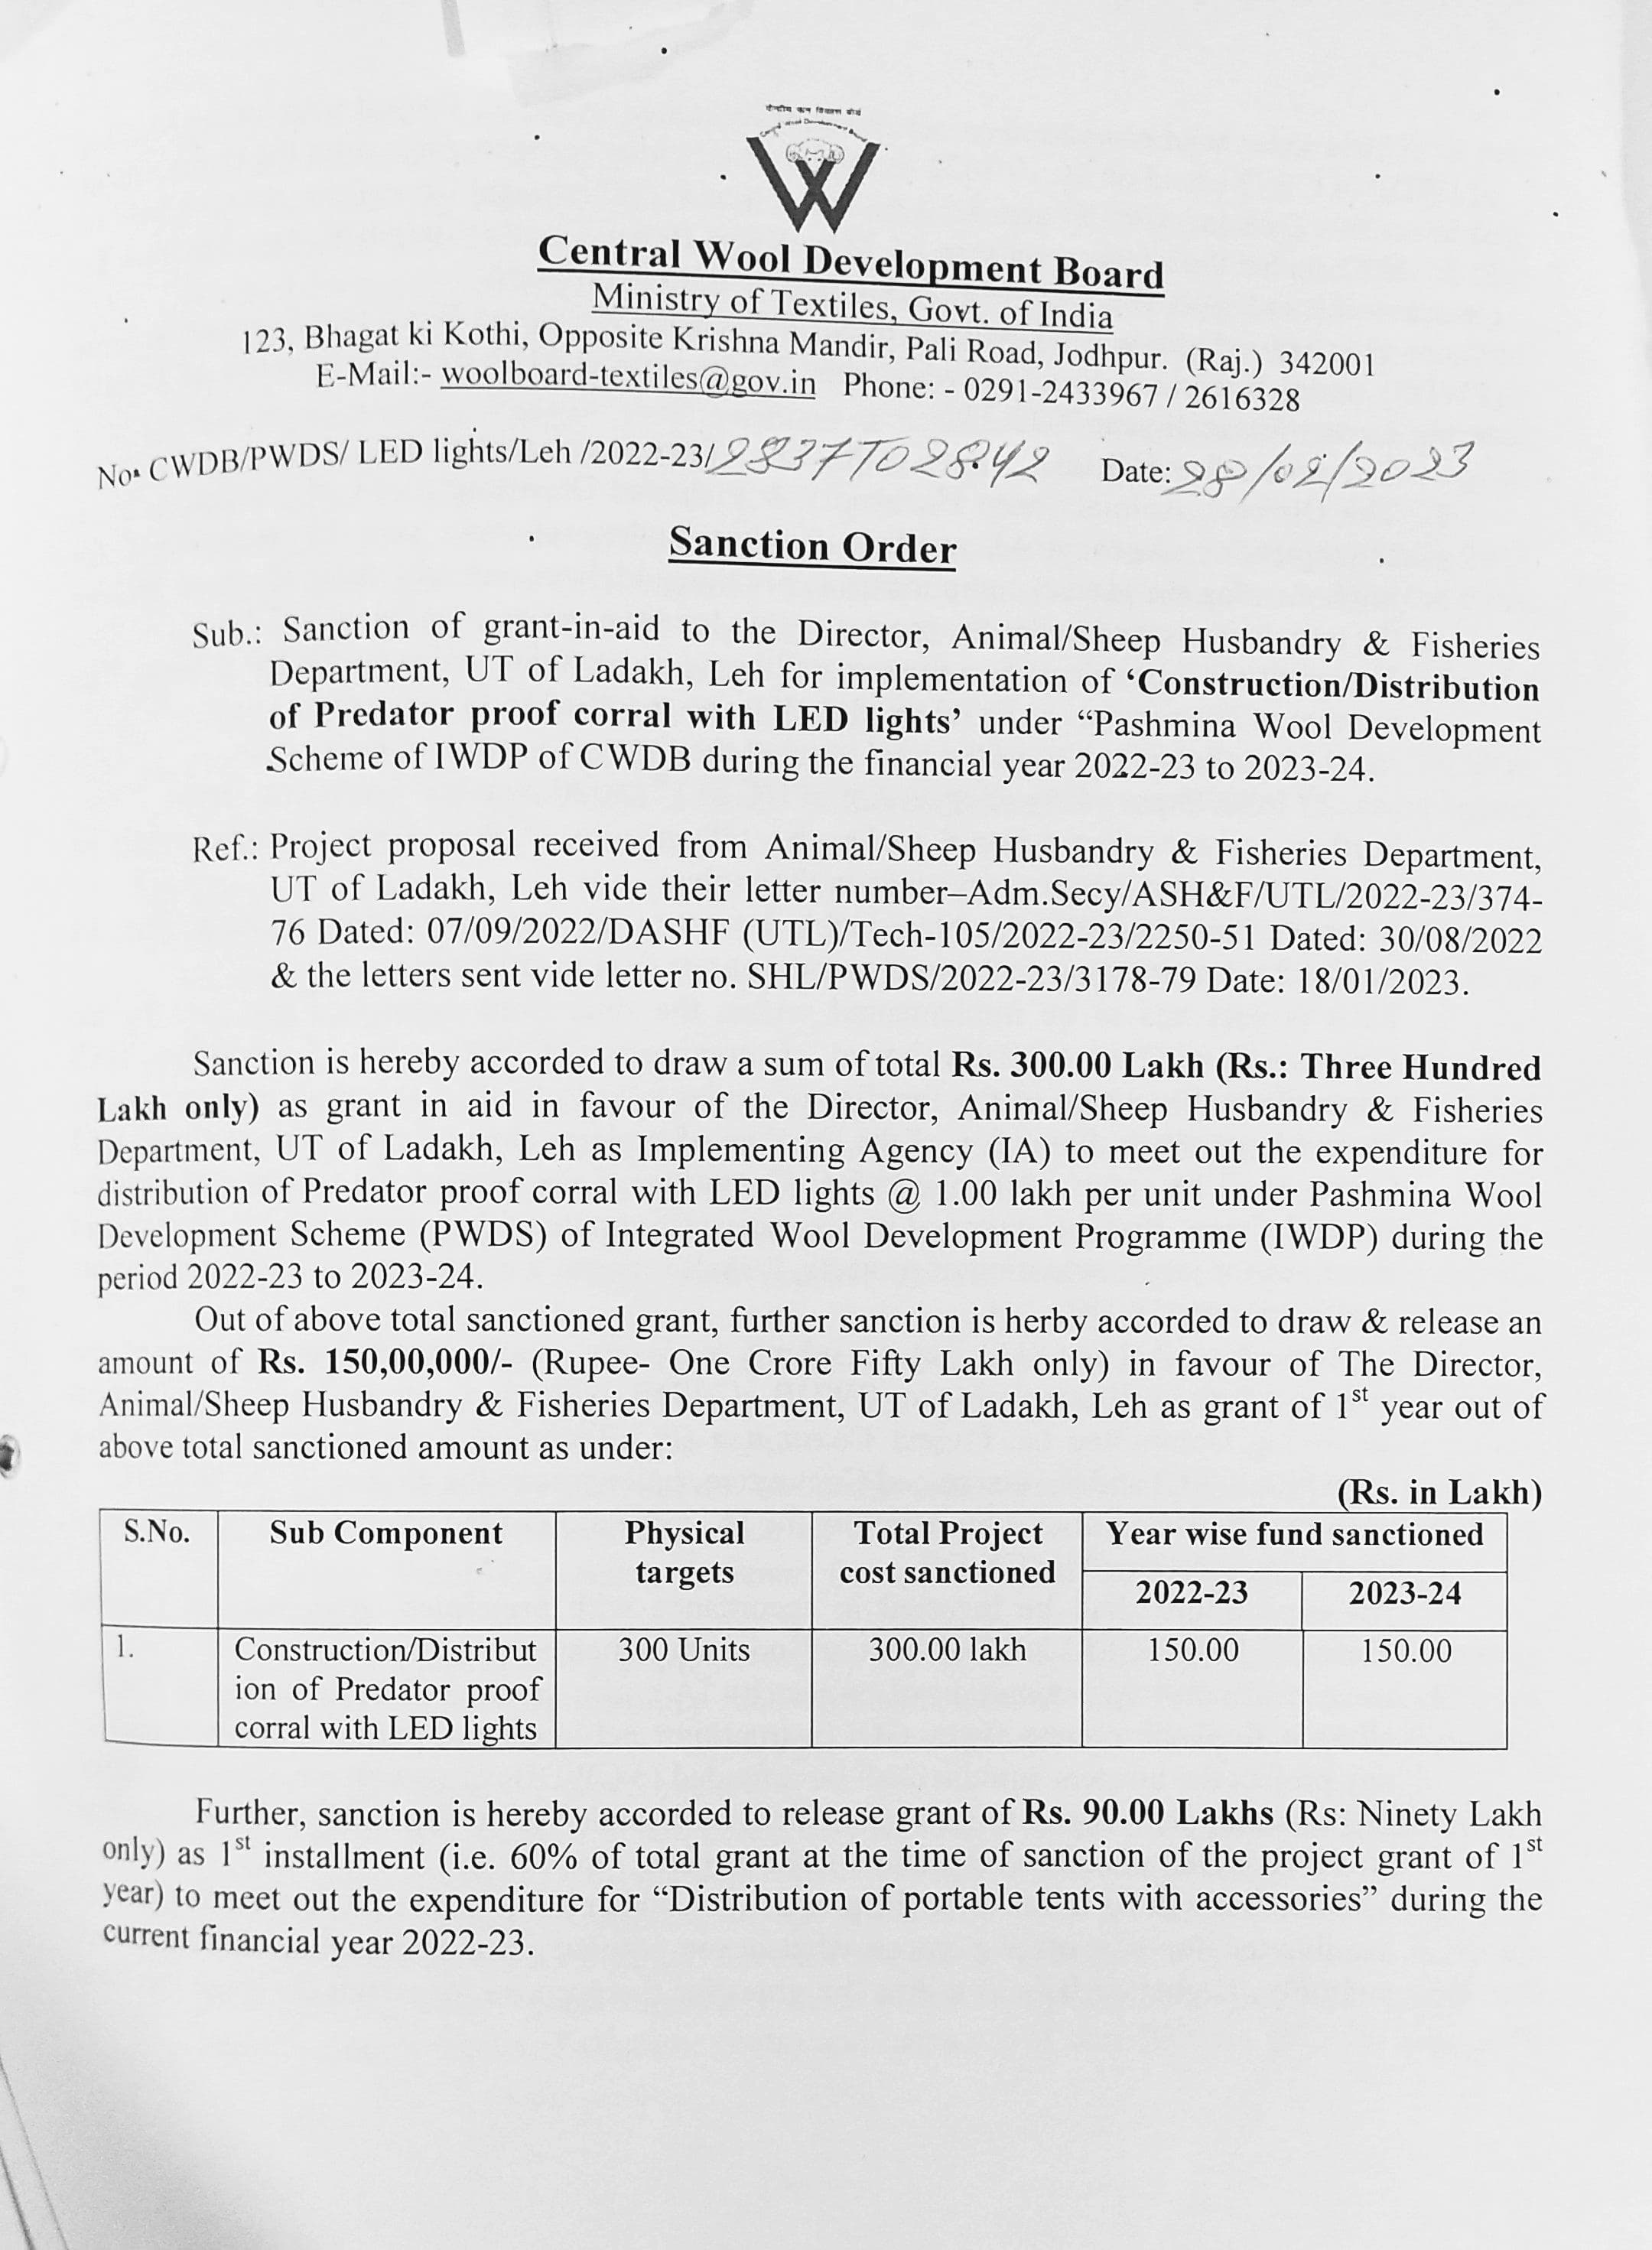 केन्द्रीय ऊन विकास बोर्ड
Central Wool Development Board
Central Wool Development Board
Ministry of Textiles, Govt. of India
123, Bhagat ki Kothi, Opposite Krishna Mandir, Pali Road, Jodhpur. (Raj.) 342001
E-Mail:- woolboard-textiles@gov.in Phone: - 0291-2433967 / 2616328
No. CWDB/PWDS/ LED lights/Leh /2022-23/ 2837 TO 2842 Date: 28/02/2023
Sanction Order
Sub.: Sanction of grant-in-aid to the Director, Animal/Sheep Husbandry & Fisheries
Department, UT of Ladakh, Leh for implementation of ‘Construction/Distribution
of Predator proof corral with LED lights’ under “Pashmina Wool Development
Scheme of IWDP of CWDB during the financial year 2022-23 to 2023-24.
Ref.: Project proposal received from Animal/Sheep Husbandry & Fisheries Department,
UT of Ladakh, Leh vide their letter number–Adm.Secy/ASH&F/UTL/2022-23/374-
76 Dated: 07/09/2022/DASHF (UTL)/Tech-105/2022-23/2250-51 Dated: 30/08/2022
& the letters sent vide letter no. SHL/PWDS/2022-23/3178-79 Date: 18/01/2023.
Sanction is hereby accorded to draw a sum of total Rs. 300.00 Lakh (Rs.: Three Hundred
Lakh only) as grant in aid in favour of the Director, Animal/Sheep Husbandry & Fisheries
Department, UT of Ladakh, Leh as Implementing Agency (IA) to meet out the expenditure for
distribution of Predator proof corral with LED lights @ 1.00 lakh per unit under Pashmina Wool
Development Scheme (PWDS) of Integrated Wool Development Programme (IWDP) during the
period 2022-23 to 2023-24.
Out of above total sanctioned grant, further sanction is herby accorded to draw & release an
amount of Rs. 150,00,000/- (Rupee- One Crore Fifty Lakh only) in favour of The Director,
Animal/Sheep Husbandry & Fisheries Department, UT of Ladakh, Leh as grant of 1st year out of
above total sanctioned amount as under:
(Rs. in Lakh)
S.No. Sub Component Physical Total Project Year wise fund sanctioned
targets cost sanctioned
2022-23 2023-24
1. Construction/Distribut 300 Units 300.00 lakh 150.00 150.00
ion of Predator proof
corral with LED lights
Further, sanction is hereby accorded to release grant of Rs. 90.00 Lakhs (Rs: Ninety Lakh
only) as 1st installment (i.e. 60% of total grant at the time of sanction of the project grant of 1st
year) to meet out the expenditure for “Distribution of portable tents with accessories” during the
current financial year 2022-23.